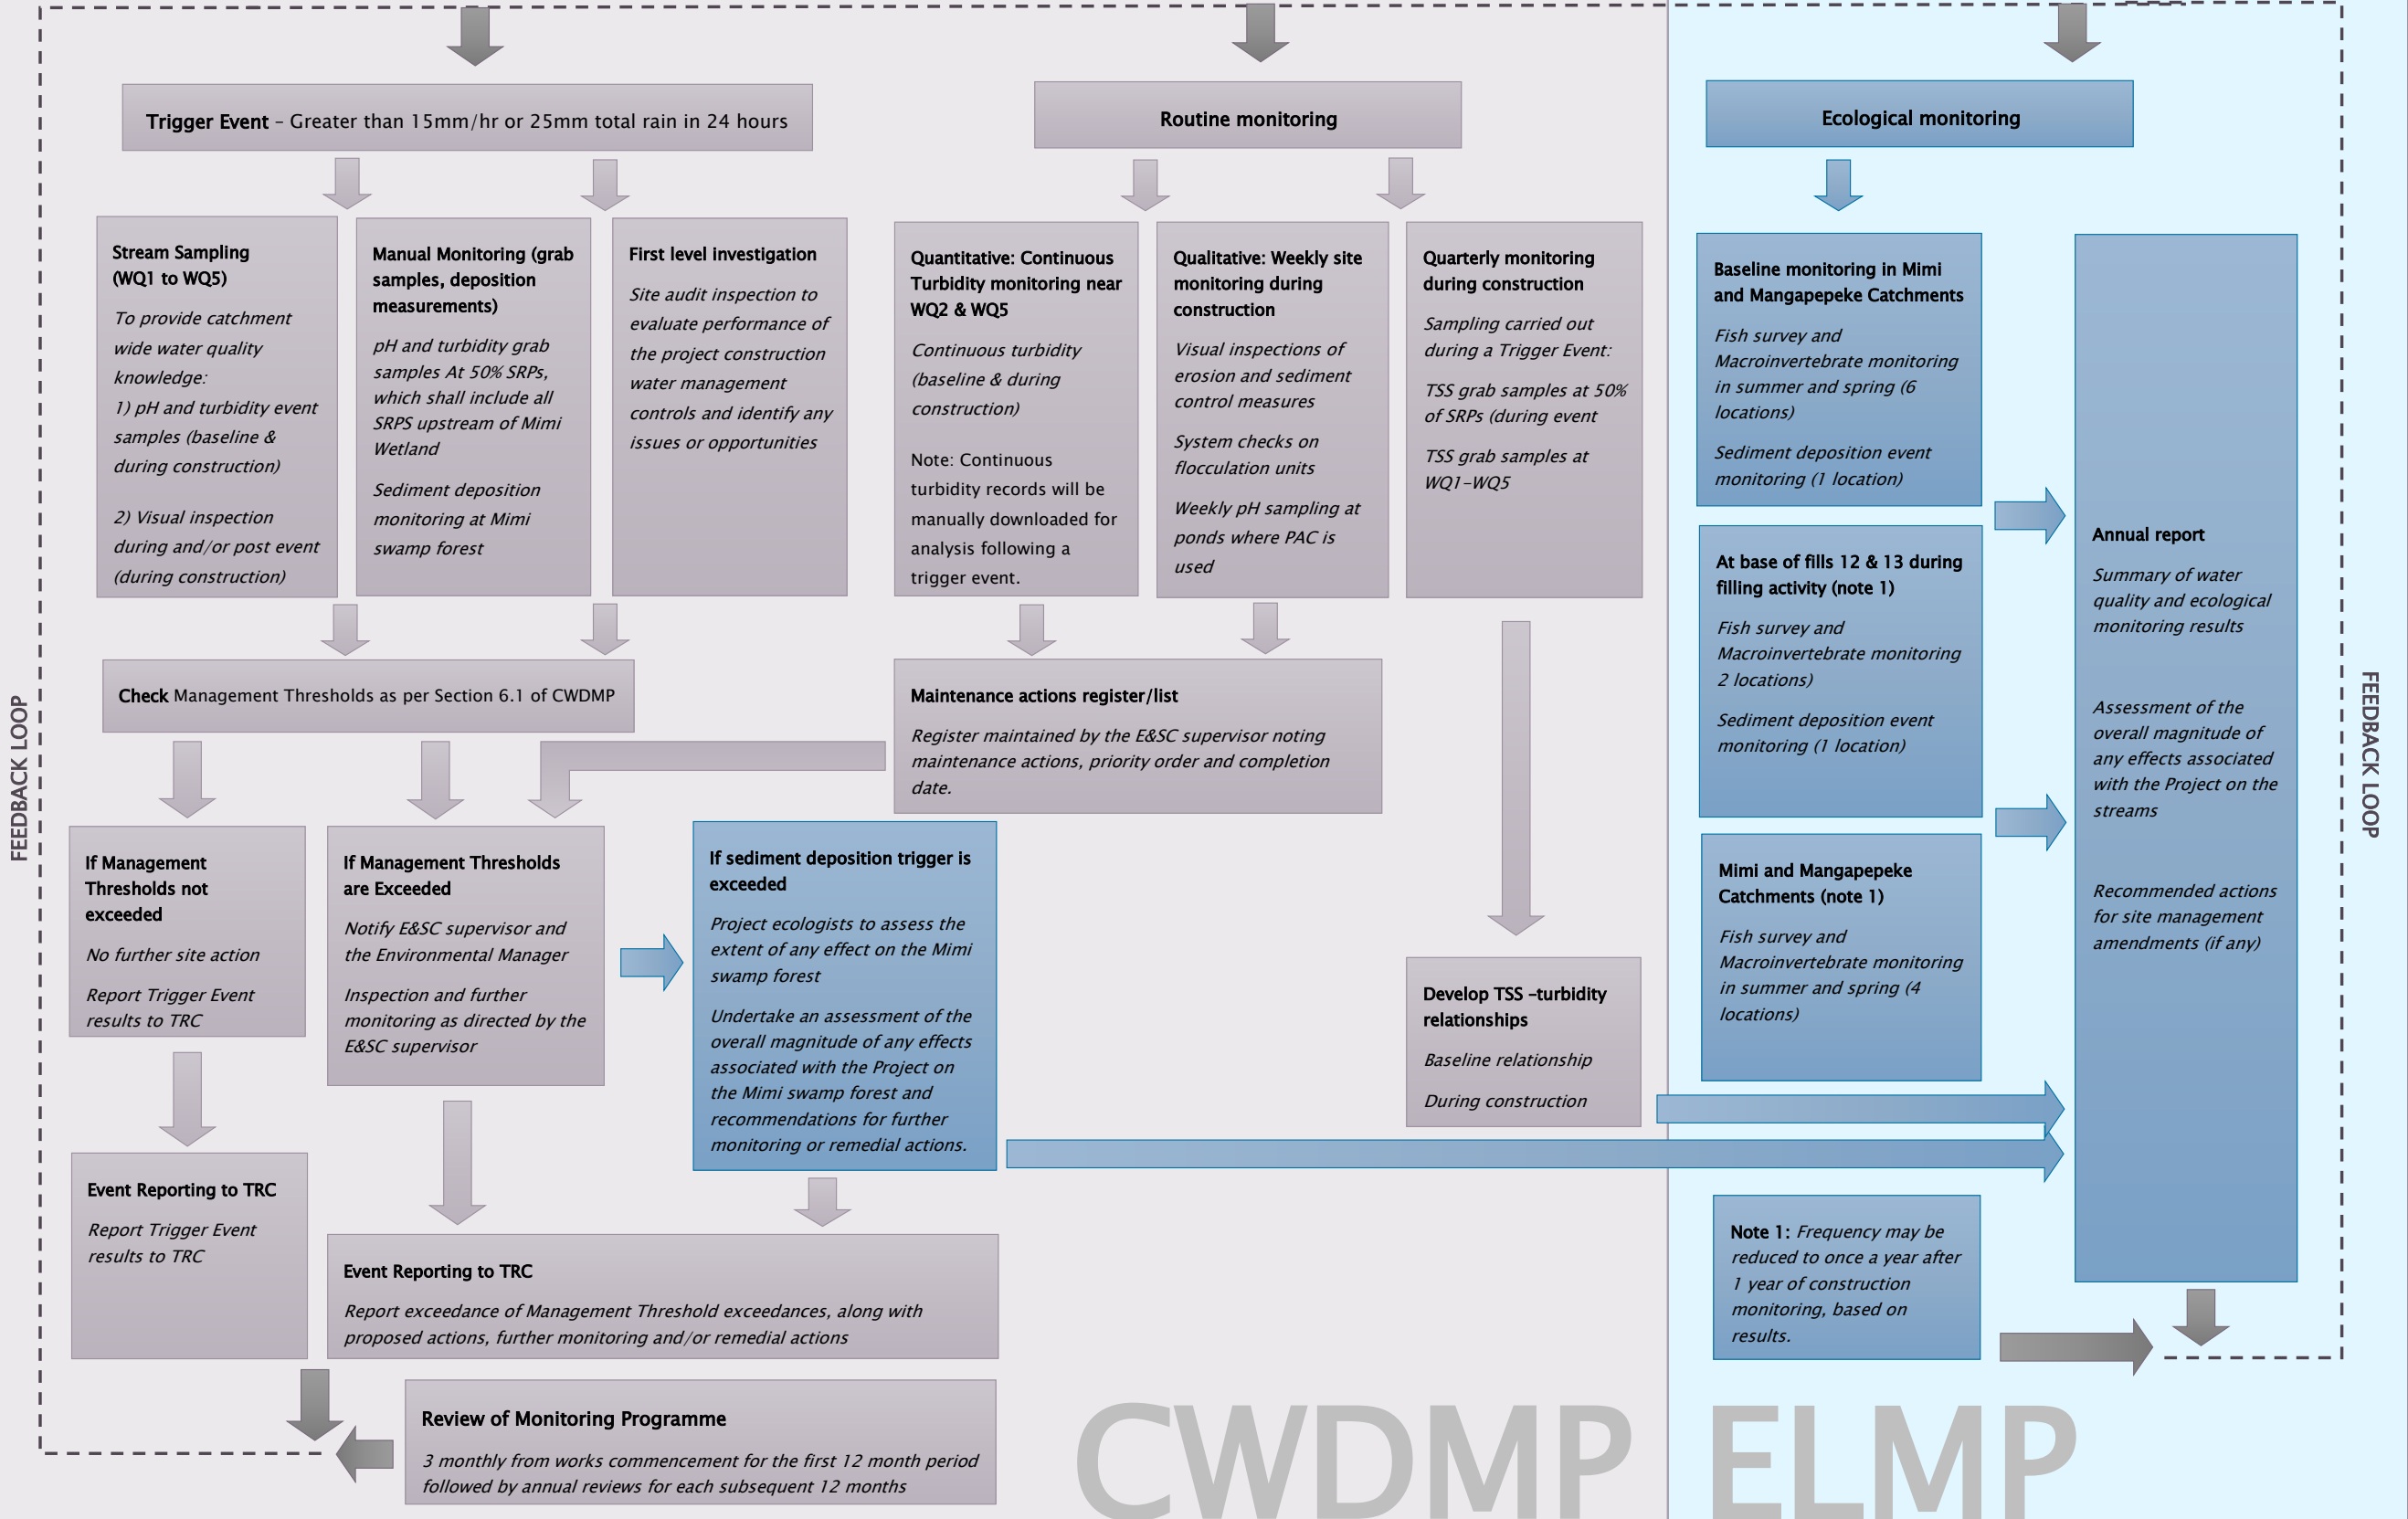 Trigger Event – Greater than 15mm/hr or 25mm total rain in 24 hours
Routine monitoring
Ecological monitoring
Stream Sampling
(WQ1 to WQ5)
To provide catchment
wide water quality
knowledge:
1) pH and turbidity event
samples (baseline &
during construction)
2) Visual inspection
during and/or post event
(during construction)
Manual Monitoring (grab
samples, deposition
measurements)
pH and turbidity grab
samples At 50% SRPs,
which shall include all
SRPS upstream of Mimi
Wetland
Sediment deposition
monitoring at Mimi
swamp forest
First level investigation
Site audit inspection to
evaluate performance of
the project construction
water management
controls and identify any
issues or opportunities
Quantitative: Continuous
Turbidity monitoring near
WQ2 & WQ5
Continuous turbidity
(baseline & during
construction)
Note: Continuous
turbidity records will be
manually downloaded for
analysis following a
trigger event.
Qualitative: Weekly site
monitoring during
construction
Visual inspections of
erosion and sediment
control measures
System checks on
flocculation units
Weekly pH sampling at
ponds where PAC is
used
Quarterly monitoring
during construction
Sampling carried out
during a Trigger Event:
TSS grab samples at 50%
of SRPs (during event
TSS grab samples at
WQ1-WQ5
Baseline monitoring in Mimi
and Mangapepeke Catchments
Fish survey and
Macroinvertebrate monitoring
in summer and spring (6
locations)
Sediment deposition event
monitoring (1 location)
At base of fills 12 & 13 during
filling activity (note 1)
Fish survey and
Macroinvertebrate monitoring
2 locations)
Sediment deposition event
monitoring (1 location)
Mimi and Mangapepeke
Catchments (note 1)
Fish survey and
Macroinvertebrate monitoring
in summer and spring (4
locations)
Annual report
Summary of water
quality and ecological
monitoring results
Assessment of the
overall magnitude of
any effects associated
with the Project on the
streams
Recommended actions
for site management
amendments (if any)
Check Management Thresholds as per Section 6.1 of CWDMP
Maintenance actions register/list
Register maintained by the E&SC supervisor noting
maintenance actions, priority order and completion
date.
FEEDBACK LOOP
FEEDBACK LOOP
If Management
Thresholds not
exceeded
No further site action
Report Trigger Event
results to TRC
If Management Thresholds
are Exceeded
Notify E&SC supervisor and
the Environmental Manager
Inspection and further
monitoring as directed by the
E&SC supervisor
If sediment deposition trigger is
exceeded
Project ecologists to assess the
extent of any effect on the Mimi
swamp forest
Undertake an assessment of the
overall magnitude of any effects
associated with the Project on
the Mimi swamp forest and
recommendations for further
monitoring or remedial actions.
Develop TSS –turbidity
relationships
Baseline relationship
During construction
Event Reporting to TRC
Report Trigger Event
results to TRC
Event Reporting to TRC
Report exceedance of Management Threshold exceedances, along with
proposed actions, further monitoring and/or remedial actions
Note 1: Frequency may be
reduced to once a year after
1 year of construction
monitoring, based on
results.
Review of Monitoring Programme
3 monthly from works commencement for the first 12 month period
followed by annual reviews for each subsequent 12 months
CWDMP
ELMP